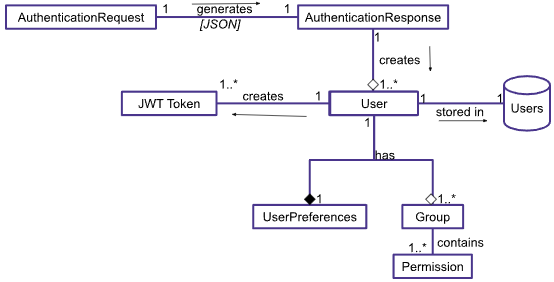 AuthenticationRequest
1
generates
[JSON]
1
AuthenticationResponse
1
creates
1..*
JWT Token
1..*
creates
1
User
1
stored in
1
Users
1
has
1
UserPreferences
1..*
Group
contains
1..*
Permission